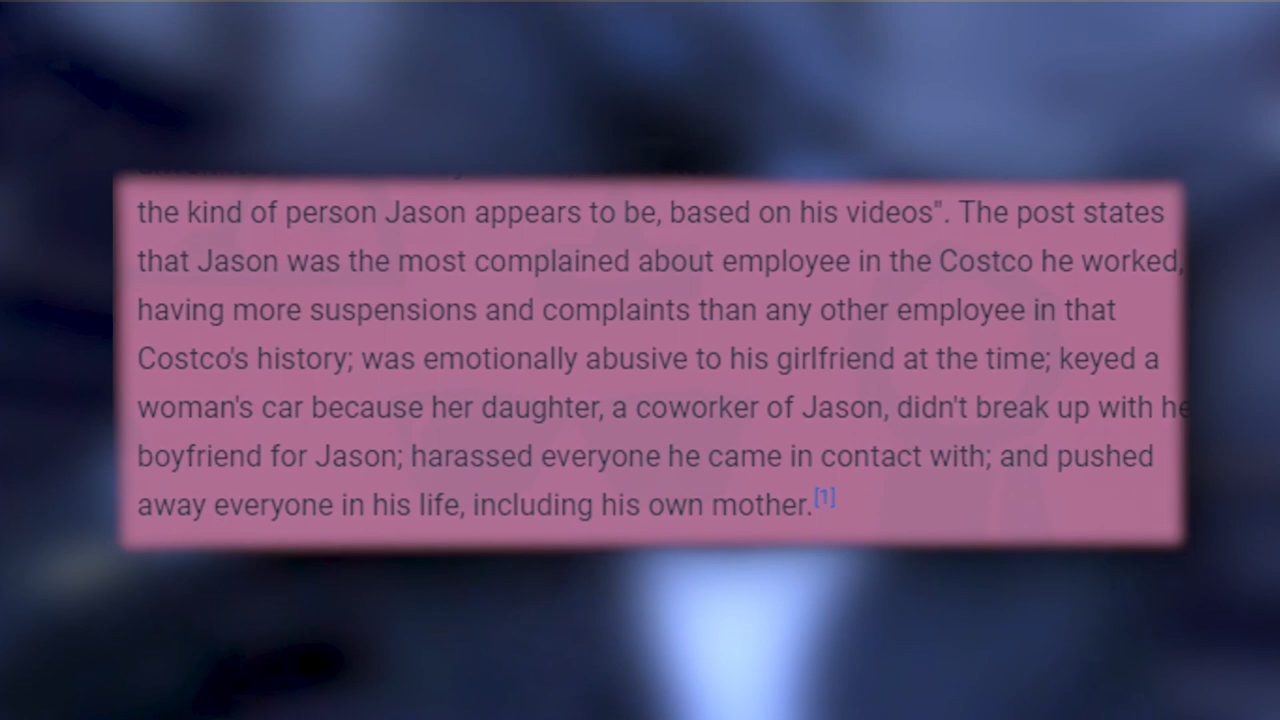 the kind of person Jason appears to be, based on his videos". The post states
that Jason was the most complained about employee in the Costco he worked,
having more suspensions and complaints than any other employee in that
Costco's history; was emotionally abusive to his girlfriend at the time; keyed a
woman's car because her daughter, a coworker of Jason, didn't break up with he
boyfriend for Jason; harassed everyone he came in contact with; and pushed
away everyone in his life, including his own mother.[1]